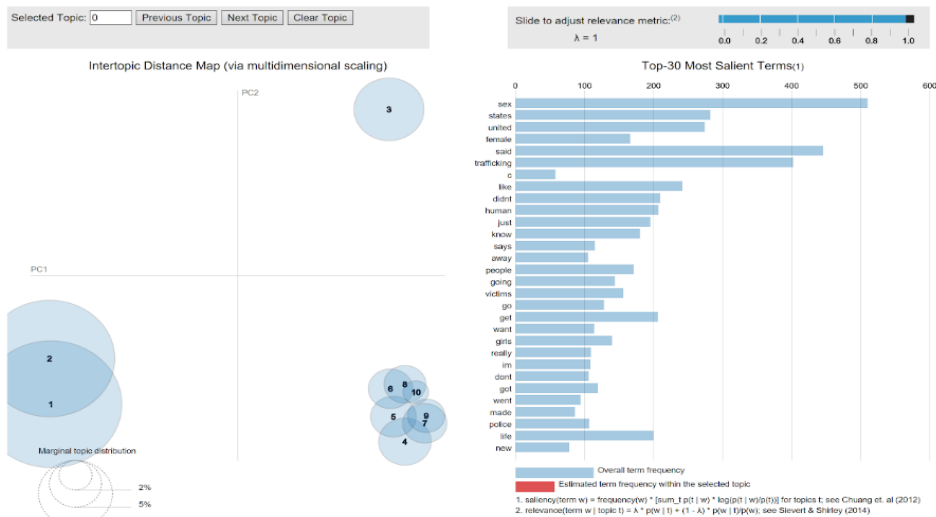 Selected Topic: 0 Previous Topic Next Topic Clear Topic
Slide to adjust relevance metric:(2)
λ = 1
0.0 0.2 0.4 0.6 0.8 1.0
Intertopic Distance Map (via multidimensional scaling)
PC2
PC1
3
2
1
6
8
10
5
9
7
4
Marginal topic distribution
2%
5%
Top-30 Most Salient Terms(1)
0 100 200 300 400 500 600
sex
states
united
female
said
trafficking
c
like
didnt
human
just
know
says
away
people
going
victims
go
get
want
girls
really
im
dont
got
went
made
police
life
new
Overall term frequency
Estimated term frequency within the selected topic
1. saliency(term w) = frequency(w) * [sum_t p(t | w) * log(p(t | w)/p(t))] for topics t; see Chuang et. al (2012)
2. relevance(term w | topic t) = λ * p(w | t) + (1 - λ) * p(w | t)/p(w); see Sievert & Shirley (2014)